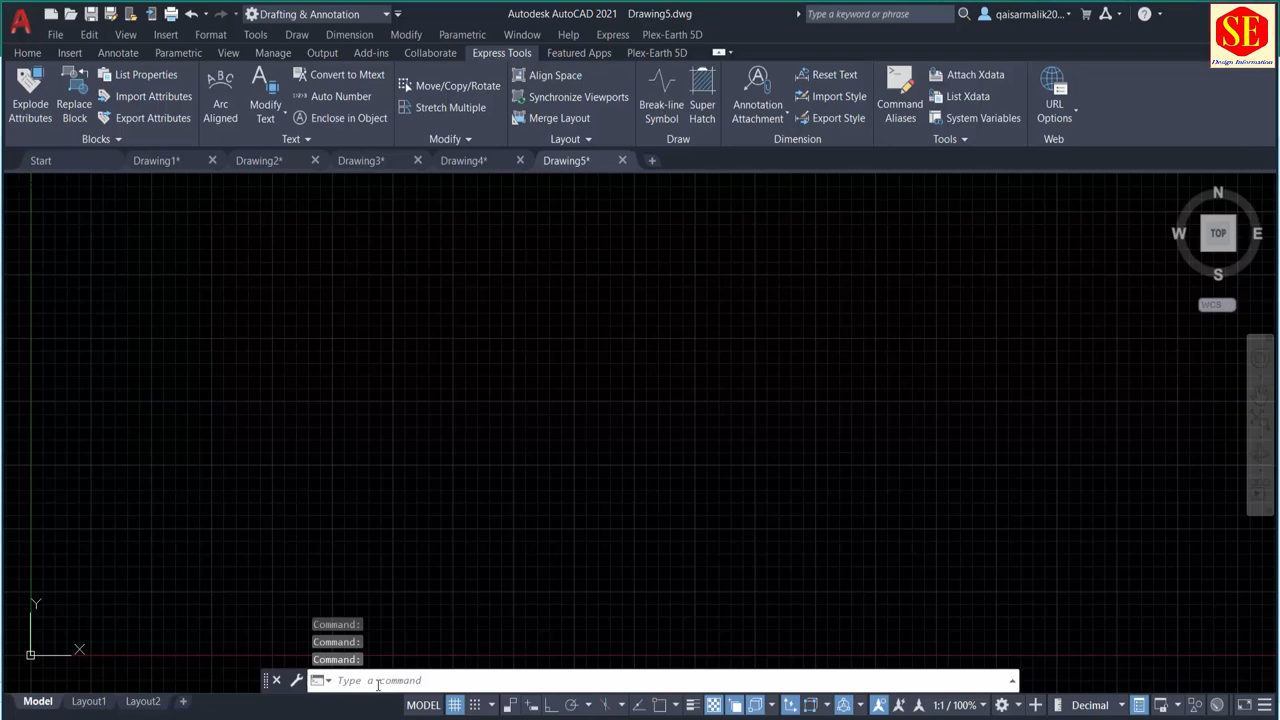 Drafting & Annotation Autodesk AutoCAD 2021 Drawing5.dwg Type a keyword or phrase qaisarmalik20... SE
Design Information
File Edit View Insert Format Tools Draw Dimension Modify Parametric Window Help Express Plex-Earth 5D
Home Insert Annotate Parametric View Manage Output Add-ins Collaborate Express Tools Featured Apps Plex-Earth 5D
Explode Attributes
Replace Block
List Properties
Import Attributes
Export Attributes
Blocks
Arc Aligned
Modify Text
Convert to Mtext
Auto Number
Enclose in Object
Text
Move/Copy/Rotate
Stretch Multiple
Modify
Align Space
Synchronize Viewports
Merge Layout
Layout
Break-line Symbol
Super Hatch
Draw
Annotation Attachment
Reset Text
Import Style
Export Style
Dimension
Command Aliases
Attach Xdata
List Xdata
System Variables
Tools
URL Options
Web
Start Drawing1* Drawing2* Drawing3* Drawing4* Drawing5*
N
W TOP E
S
WCS
Y
X
Command:
Command:
Command:
Type a command
Model Layout1 Layout2 MODEL 1:1 / 100% Decimal